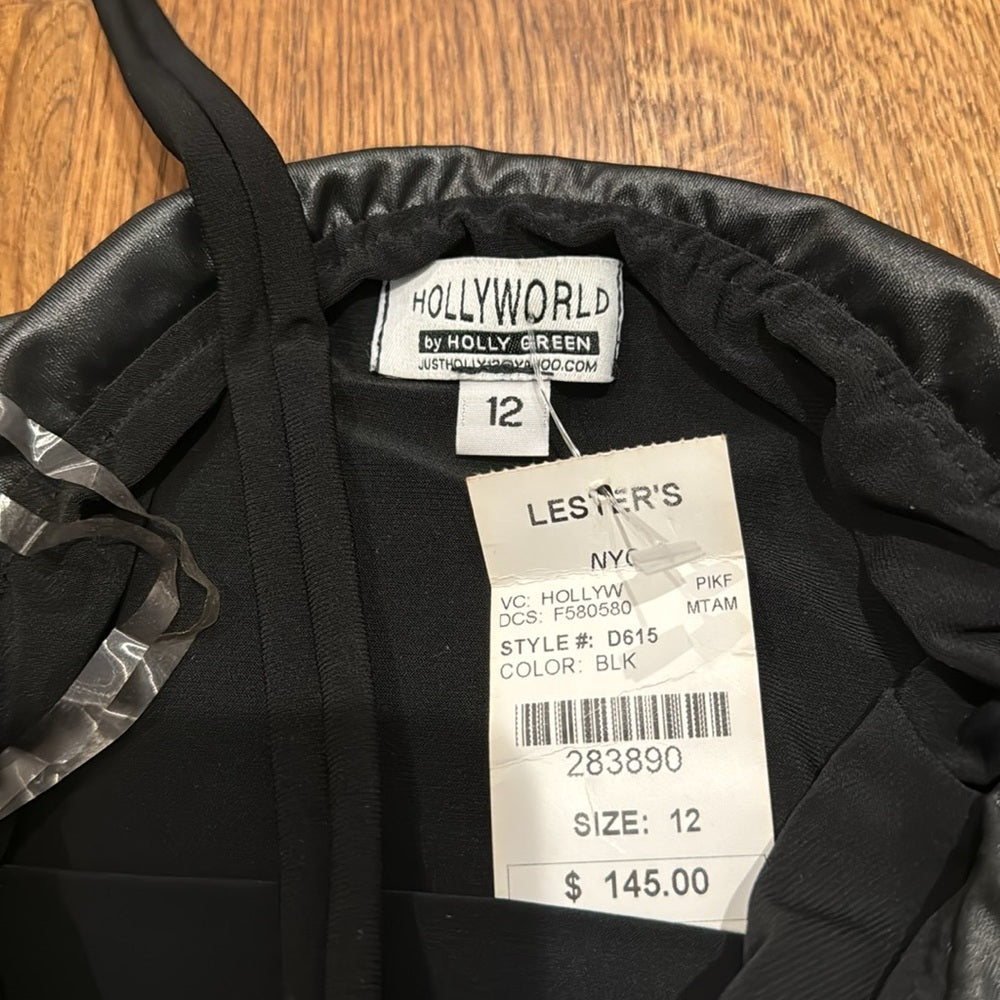 HOLLYWORLD
by HOLLY GREEN
12
LESTER'S
NYC
VC: HOLLYW PIKF
DCS: F580580 MTAM
STYLE #: D615
COLOR: BLK
283890
SIZE: 12
$ 145.00